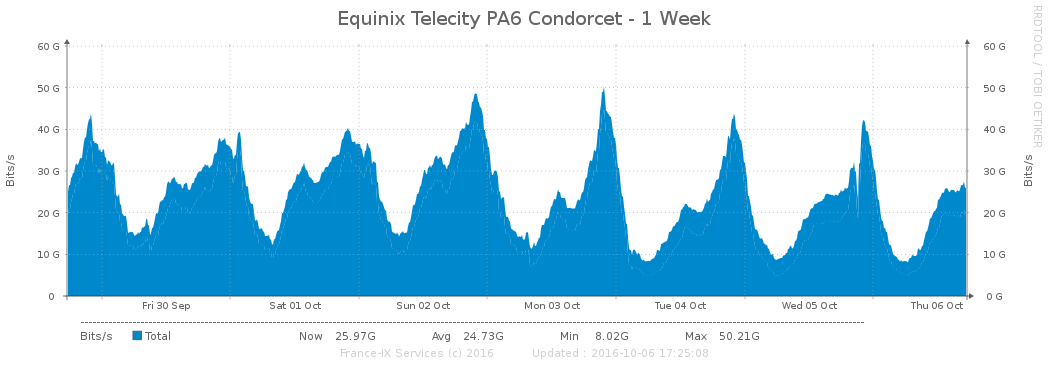 Equinix Telecity PA6 Condorcet - 1 Week
RRDTOOL / TOBI OETIKER
Bits/s
Bits/s
60 G 60 G
50 G 50 G
40 G 40 G
30 G 30 G
20 G 20 G
10 G 10 G
0 0 G
Fri 30 Sep Sat 01 Oct Sun 02 Oct Mon 03 Oct Tue 04 Oct Wed 05 Oct Thu 06 Oct
Bits/s Total Now 25.97G Avg 24.73G Min 8.02G Max 50.21G
France-IX Services (c) 2016 Updated : 2016-10-06 17:25:08